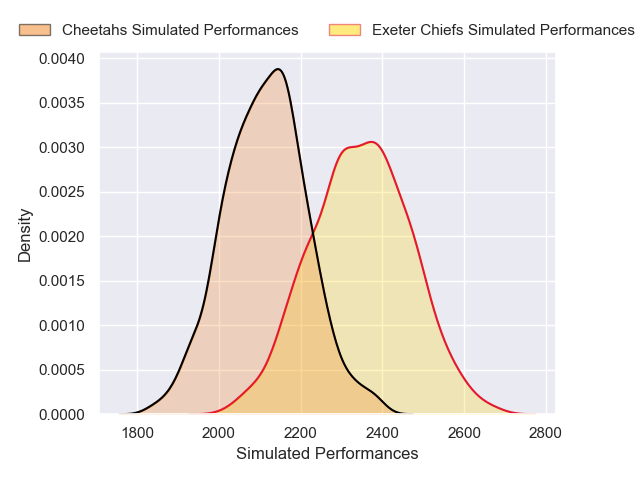 Cheetahs Simulated Performances
Exeter Chiefs Simulated Performances
0.0040
0.0035
0.0030
0.0025
0.0020
0.0015
0.0010
0.0005
0.0000
Density
1800 2000 2200 2400 2600 2800
Simulated Performances